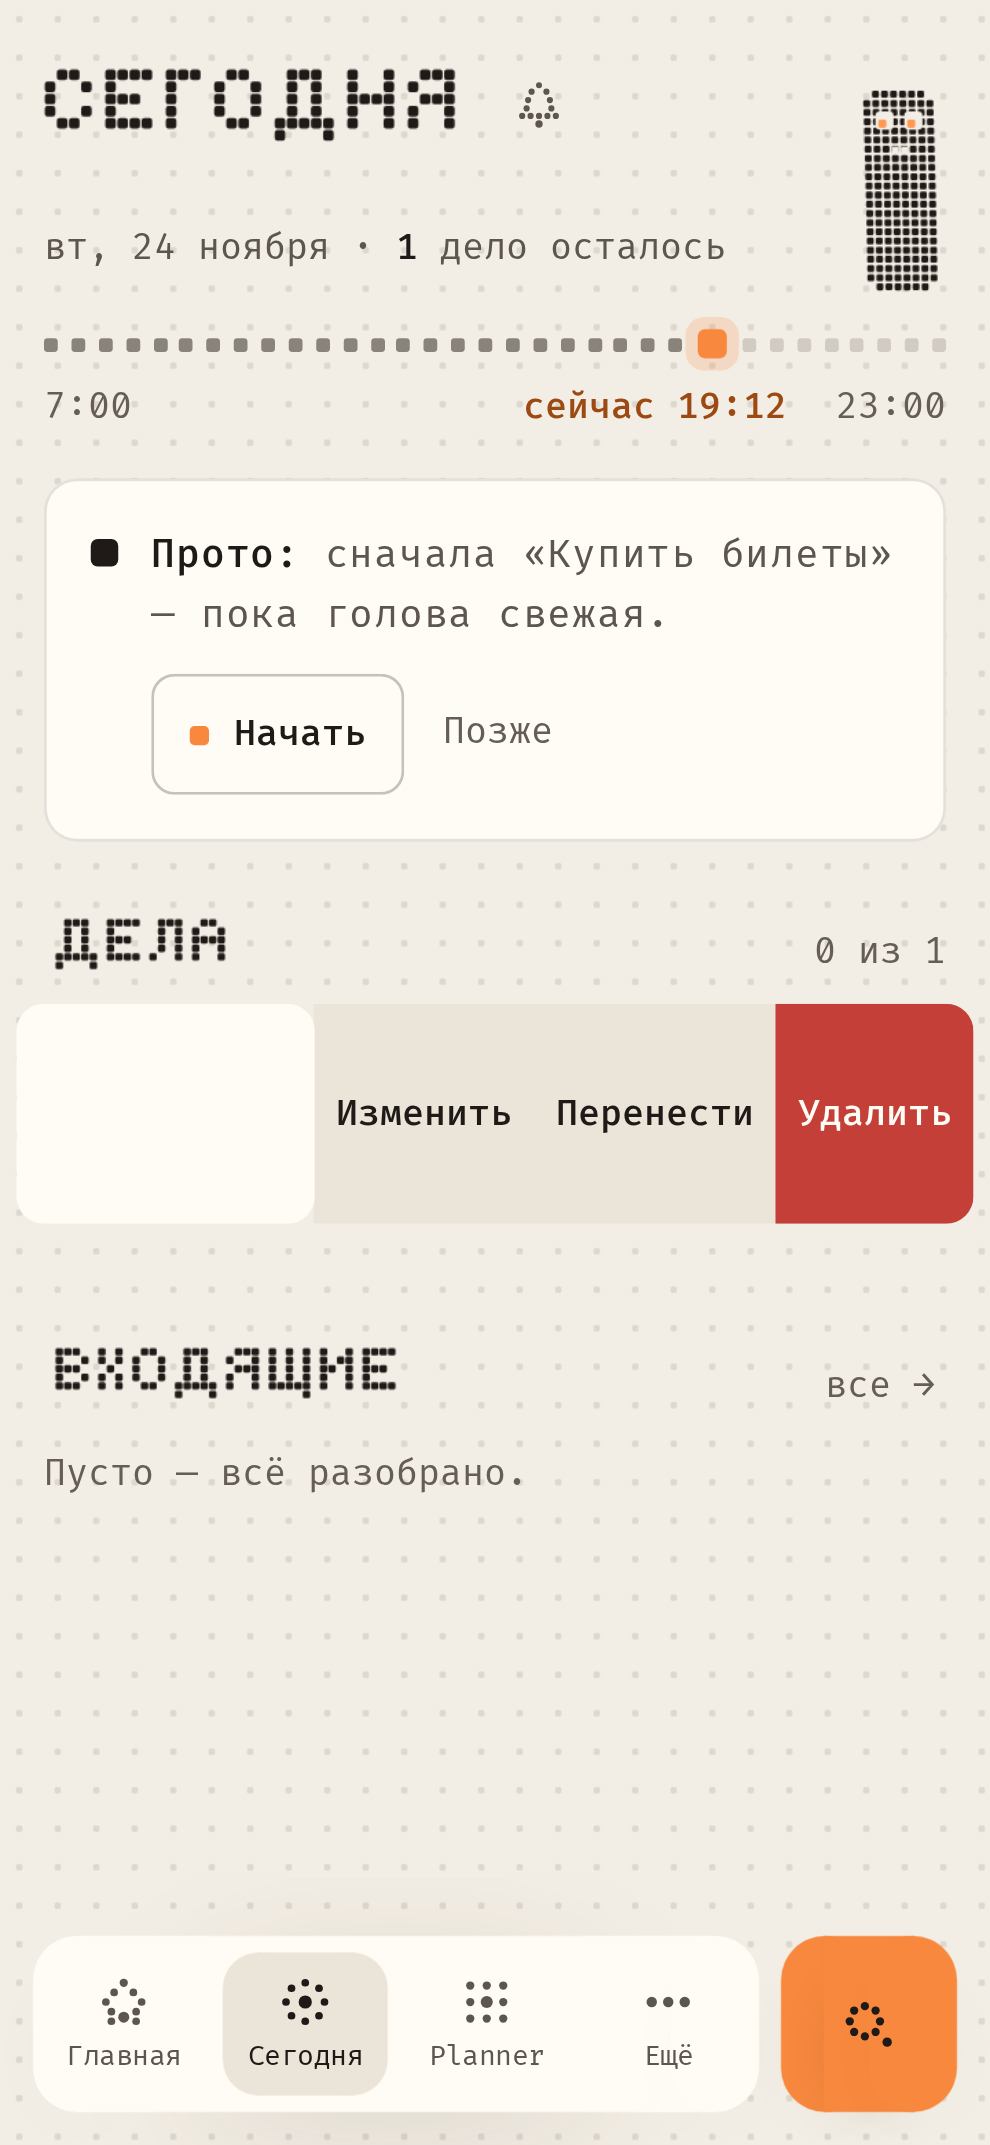 СЕГОДНЯ
вт, 24 ноября · 1 дело осталось
7:00 сейчас 19:12 23:00
Прото: сначала «Купить билеты»
— пока голова свежая.
Начать Позже
ДЕЛА 0 из 1
Изменить Перенести Удалить
ВХОДЯЩИЕ все →
Пусто — всё разобрано.
Главная Сегодня Planner Ещё